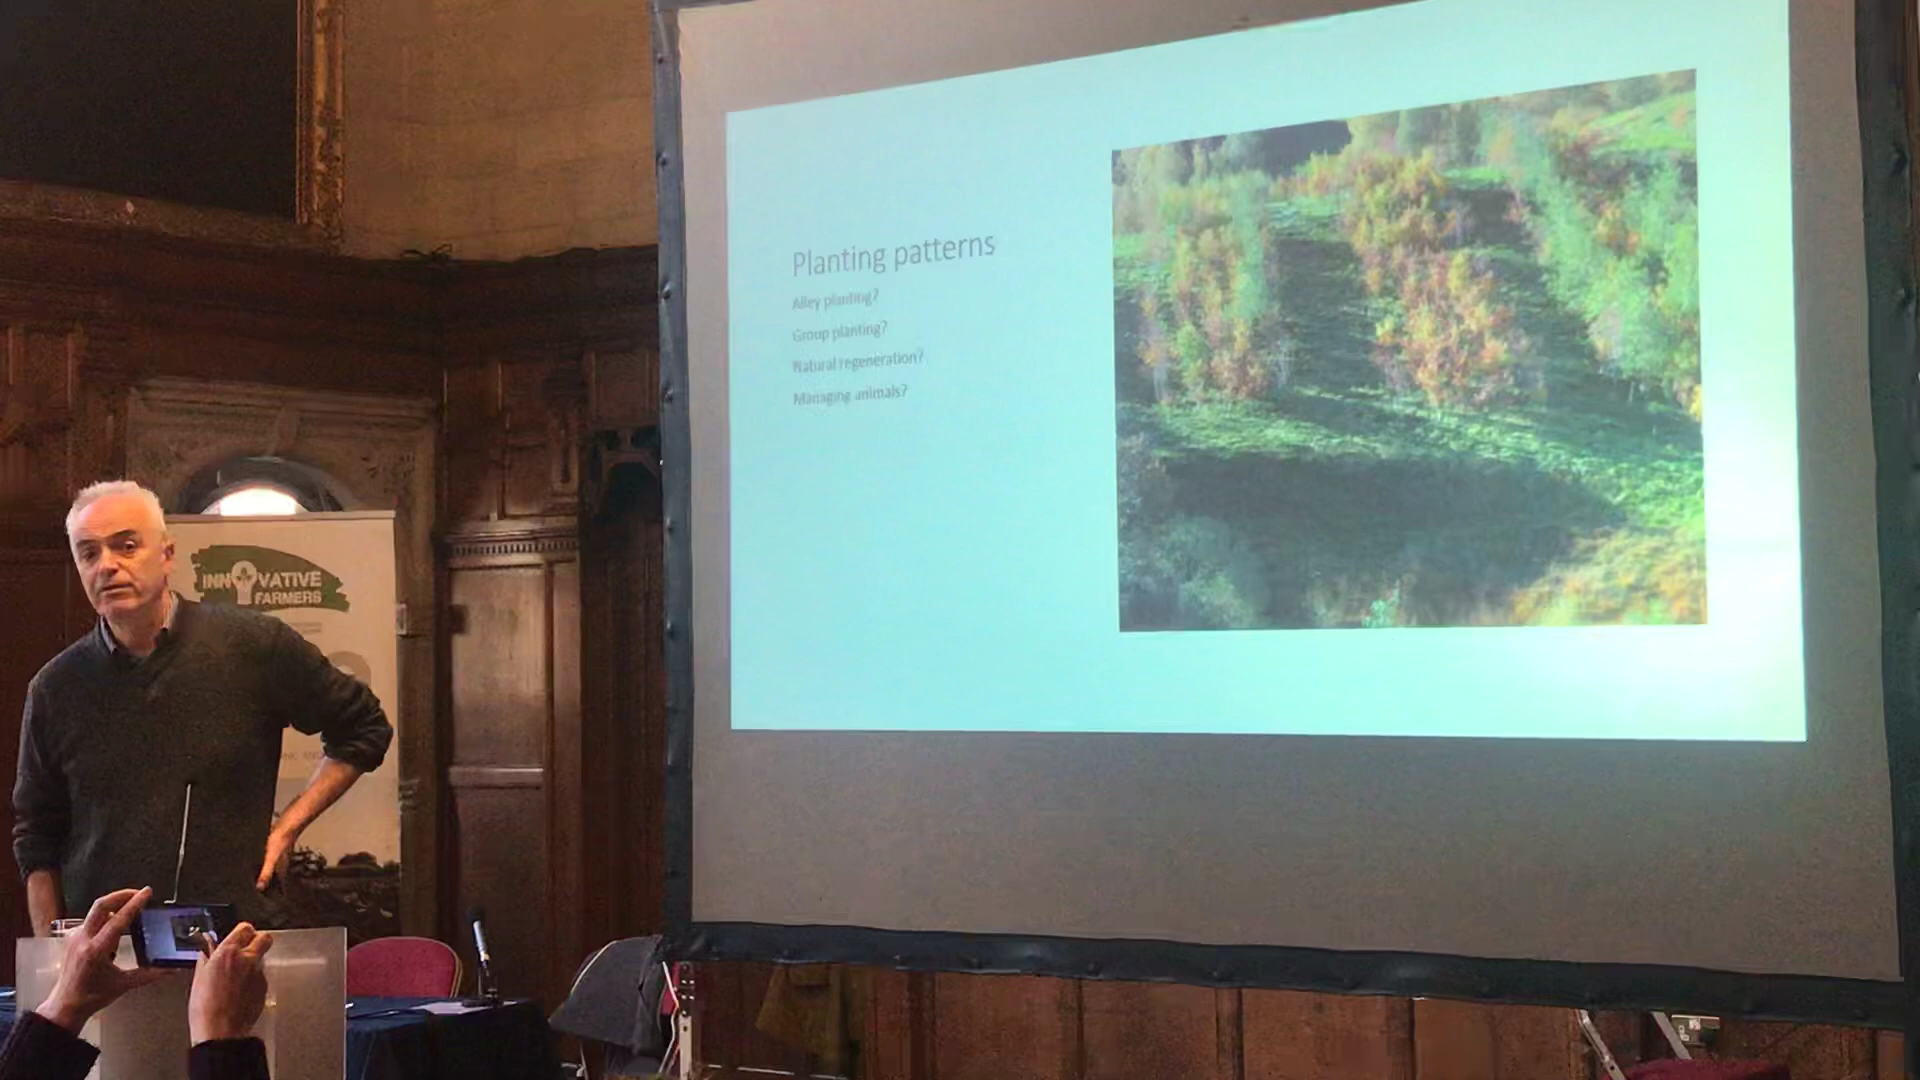 Planting patterns
Alley planting?
Group planting?
Natural regeneration?
Managing animals?
INNOVATIVE
FARMERS